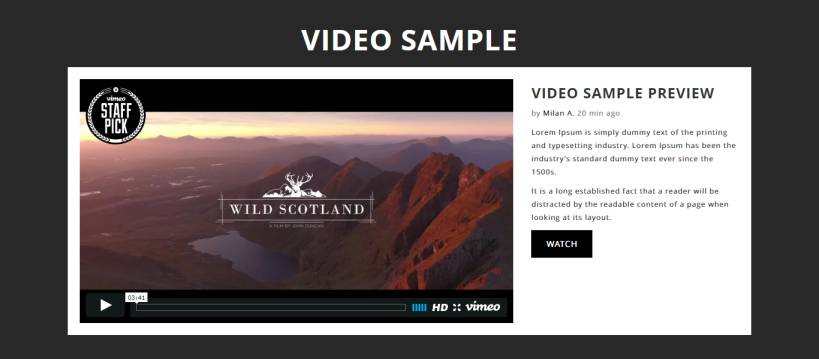 VIDEO SAMPLE
vimeo
STAFF
PICK
WILD SCOTLAND
A FILM BY JOHN DUNCAN
03:41
HD vimeo
VIDEO SAMPLE PREVIEW
by Milan A. 20 min ago
Lorem Ipsum is simply dummy text of the printing
and typesetting industry. Lorem Ipsum has been the
industry's standard dummy text ever since the
1500s.
It is a long established fact that a reader will be
distracted by the readable content of a page when
looking at its layout.
WATCH